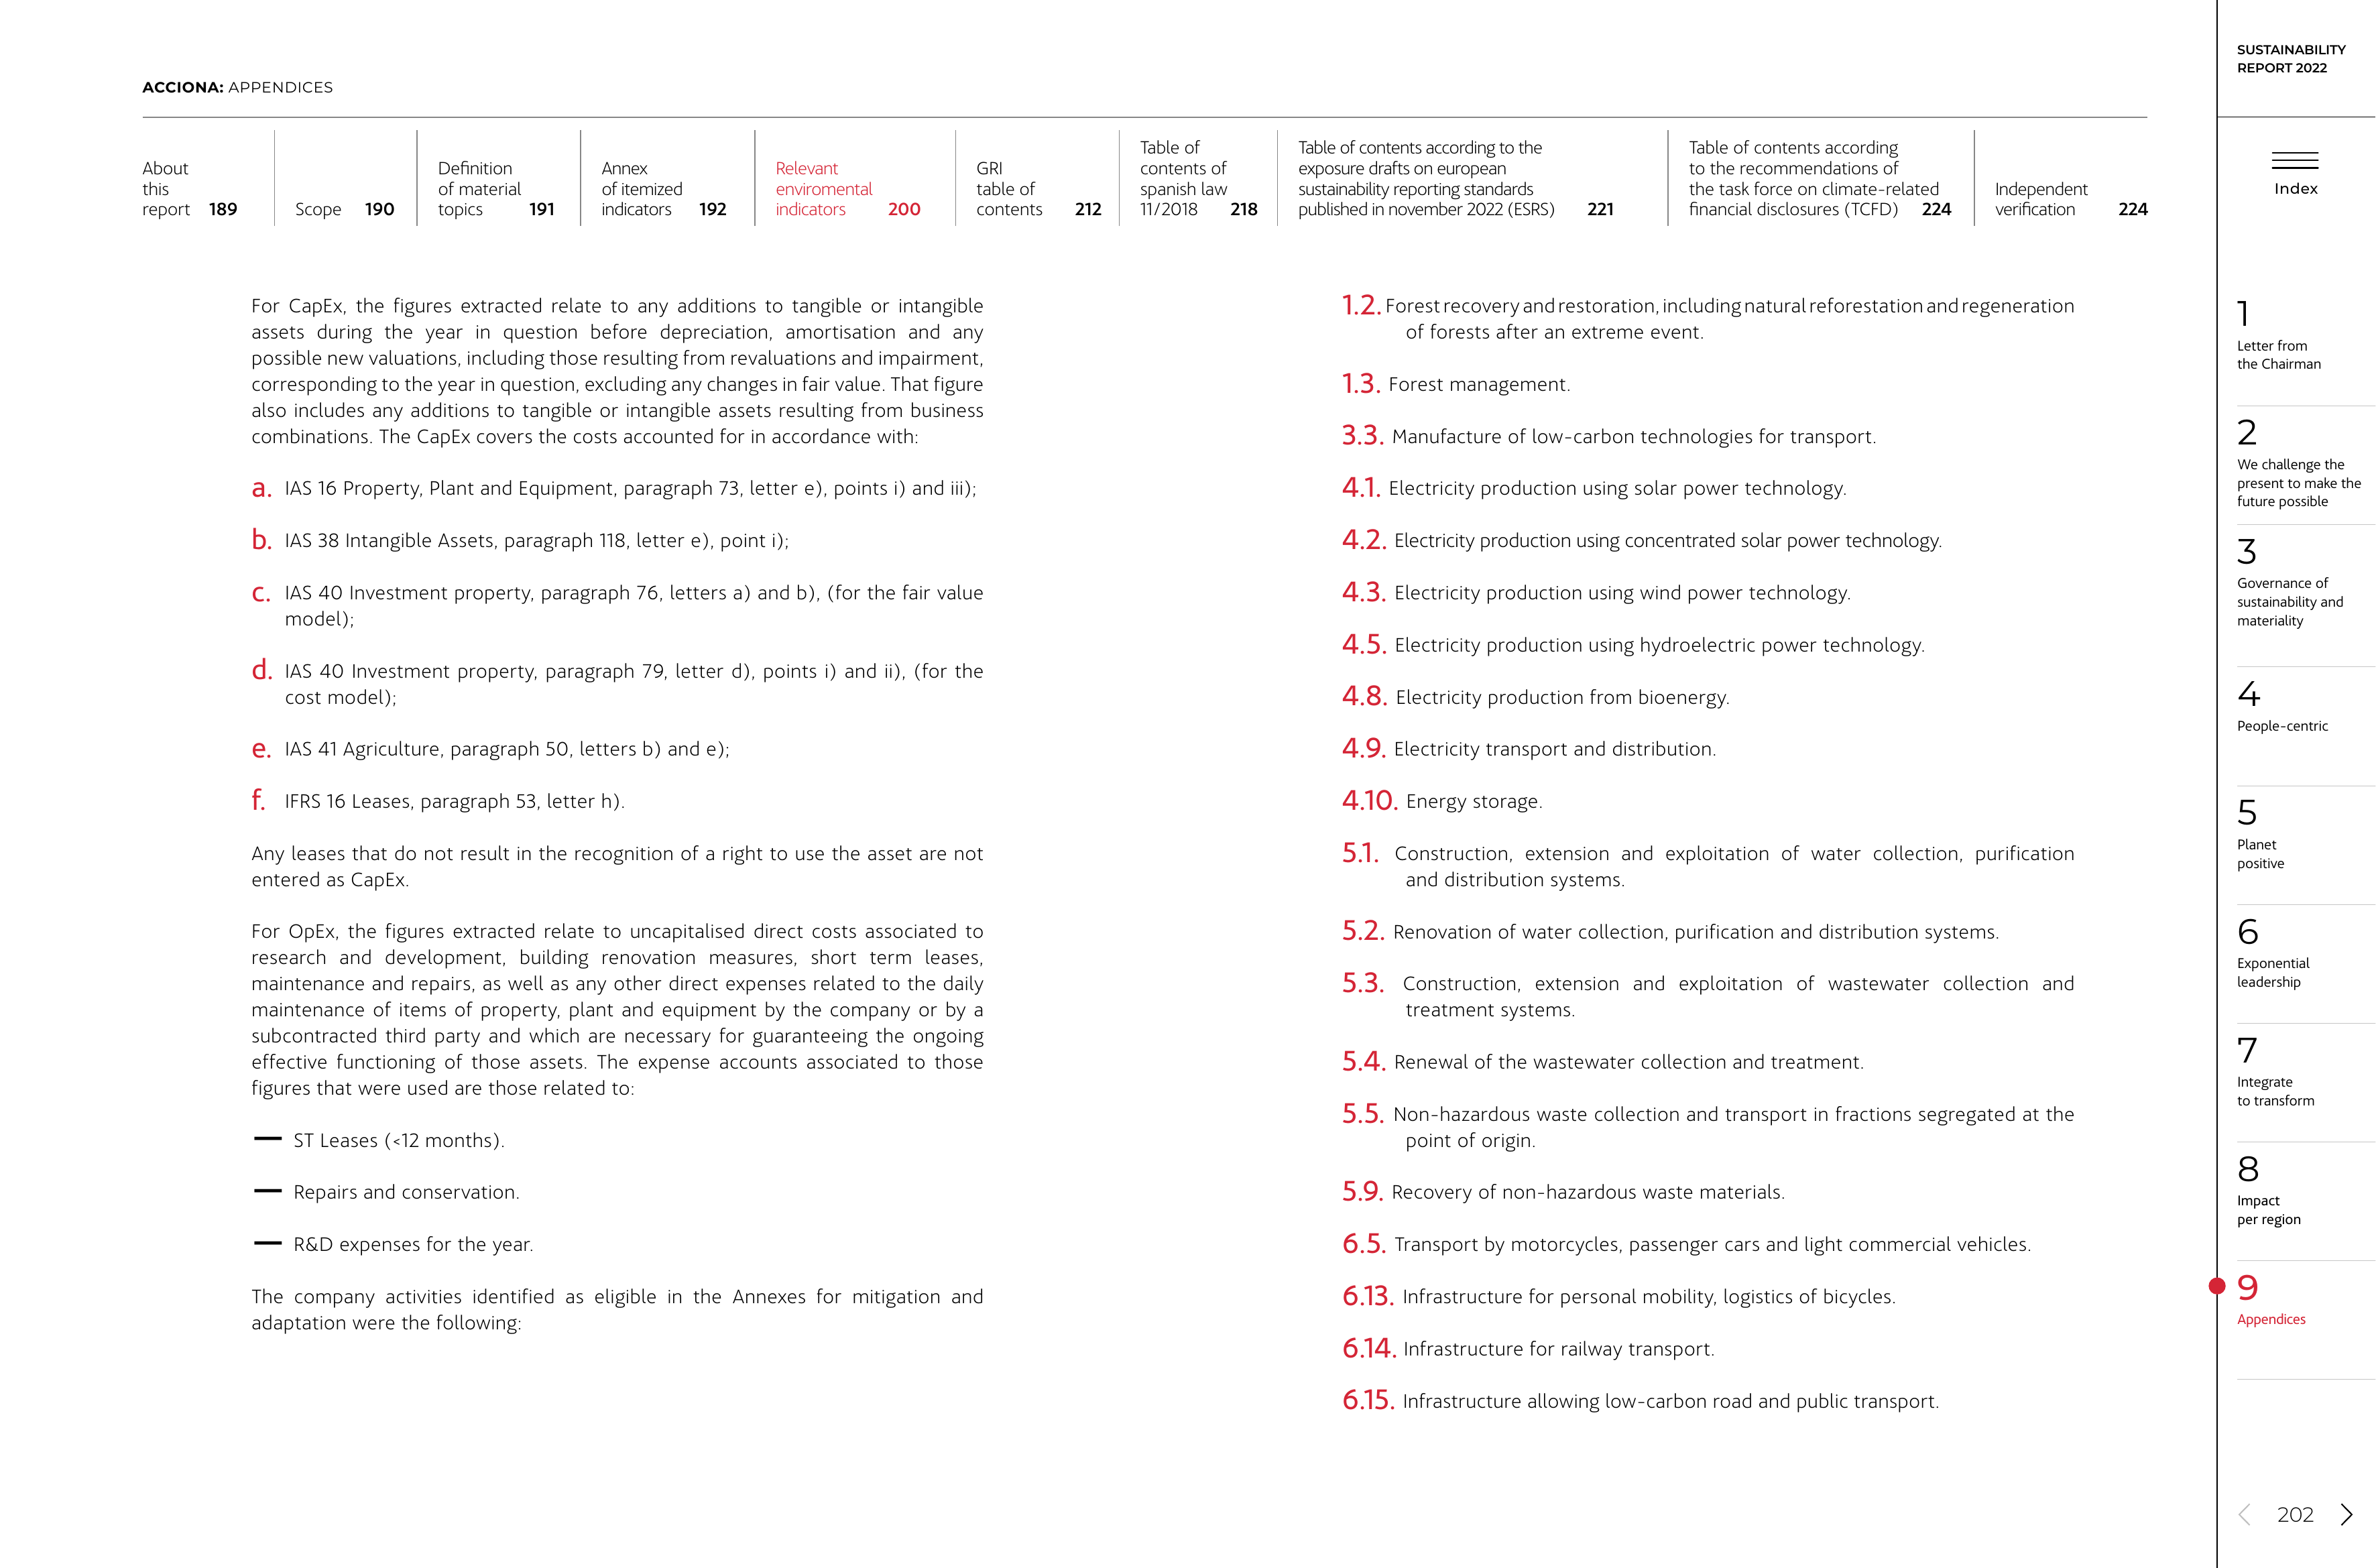 ACCIONA: APPENDICES
SUSTAINABILITY
REPORT 2022
About
this
report 189
Scope 190
Definition
of material
topics 191
Annex
of itemized
indicators 192
Relevant
enviromental
indicators 200
GRI
table of
contents 212
Table of
contents of
spanish law
11/2018 218
Table of contents according to the
exposure drafts on european
sustainability reporting standards
published in november 2022 (ESRS) 221
Table of contents according
to the recommendations of
the task force on climate-related
financial disclosures (TCFD) 224
Independent
verification 224
Index
For CapEx, the figures extracted relate to any additions to tangible or intangible
assets during the year in question before depreciation, amortisation and any
possible new valuations, including those resulting from revaluations and impairment,
corresponding to the year in question, excluding any changes in fair value. That figure
also includes any additions to tangible or intangible assets resulting from business
combinations. The CapEx covers the costs accounted for in accordance with:
a. IAS 16 Property, Plant and Equipment, paragraph 73, letter e), points i) and iii);
b. IAS 38 Intangible Assets, paragraph 118, letter e), point i);
c. IAS 40 Investment property, paragraph 76, letters a) and b), (for the fair value
model);
d. IAS 40 Investment property, paragraph 79, letter d), points i) and ii), (for the
cost model);
e. IAS 41 Agriculture, paragraph 50, letters b) and e);
f. IFRS 16 Leases, paragraph 53, letter h).
Any leases that do not result in the recognition of a right to use the asset are not
entered as CapEx.
For OpEx, the figures extracted relate to uncapitalised direct costs associated to
research and development, building renovation measures, short term leases,
maintenance and repairs, as well as any other direct expenses related to the daily
maintenance of items of property, plant and equipment by the company or by a
subcontracted third party and which are necessary for guaranteeing the ongoing
effective functioning of those assets. The expense accounts associated to those
figures that were used are those related to:
— ST Leases (<12 months).
— Repairs and conservation.
— R&D expenses for the year.
The company activities identified as eligible in the Annexes for mitigation and
adaptation were the following:
1.2. Forest recovery and restoration, including natural reforestation and regeneration
of forests after an extreme event.
1.3. Forest management.
3.3. Manufacture of low-carbon technologies for transport.
4.1. Electricity production using solar power technology.
4.2. Electricity production using concentrated solar power technology.
4.3. Electricity production using wind power technology.
4.5. Electricity production using hydroelectric power technology.
4.8. Electricity production from bioenergy.
4.9. Electricity transport and distribution.
4.10. Energy storage.
5.1. Construction, extension and exploitation of water collection, purification
and distribution systems.
5.2. Renovation of water collection, purification and distribution systems.
5.3. Construction, extension and exploitation of wastewater collection and
treatment systems.
5.4. Renewal of the wastewater collection and treatment.
5.5. Non-hazardous waste collection and transport in fractions segregated at the
point of origin.
5.9. Recovery of non-hazardous waste materials.
6.5. Transport by motorcycles, passenger cars and light commercial vehicles.
6.13. Infrastructure for personal mobility, logistics of bicycles.
6.14. Infrastructure for railway transport.
6.15. Infrastructure allowing low-carbon road and public transport.
1
Letter from
the Chairman
2
We challenge the
present to make the
future possible
3
Governance of
sustainability and
materiality
4
People-centric
5
Planet
positive
6
Exponential
leadership
7
Integrate
to transform
8
Impact
per region
9
Appendices
202